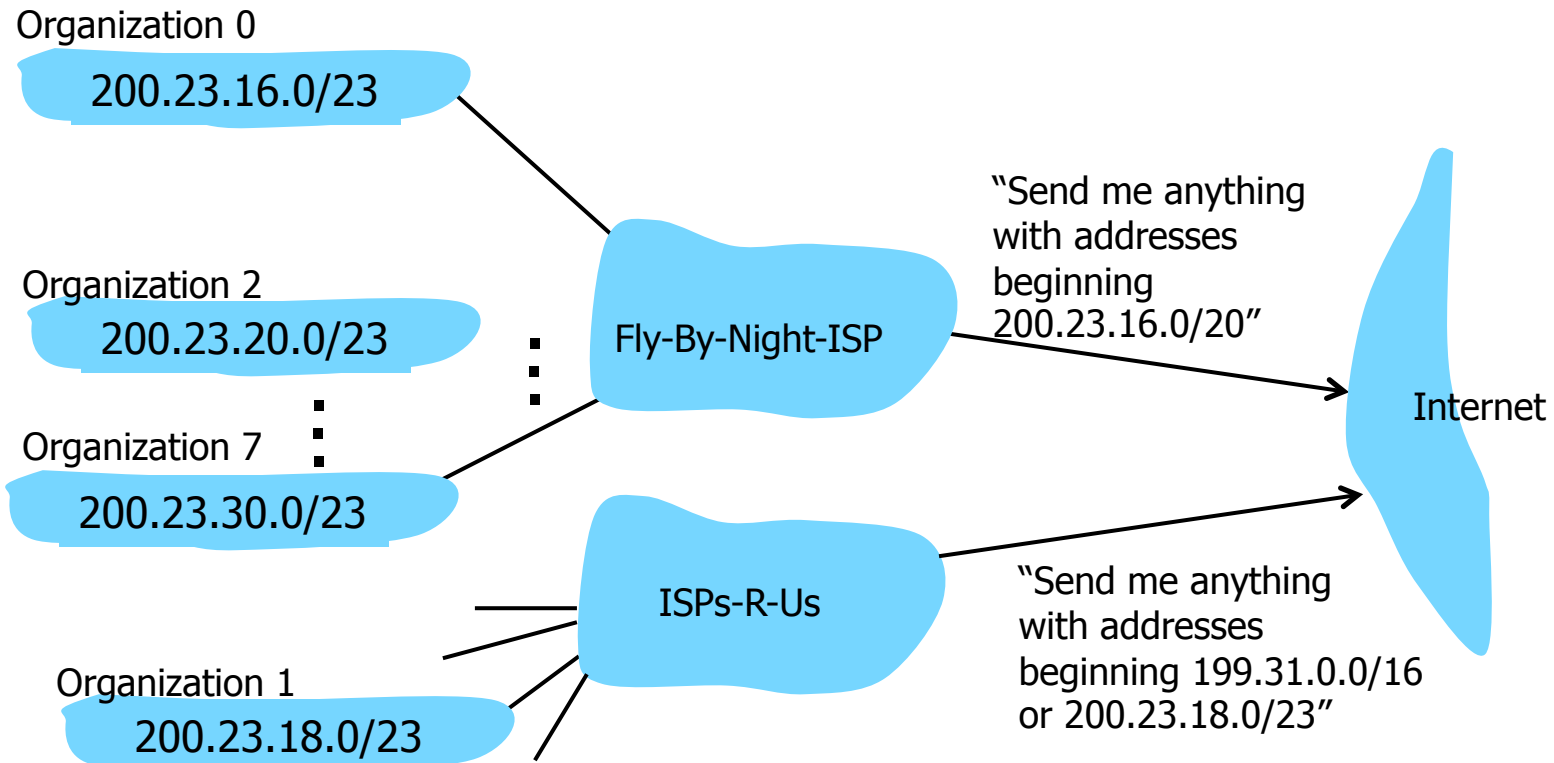 Organization 0
200.23.16.0/23
Organization 2
200.23.20.0/23
Organization 7
200.23.30.0/23
Fly-By-Night-ISP
“Send me anything
with addresses
beginning
200.23.16.0/20”
Internet
ISPs-R-Us
“Send me anything
with addresses
beginning 199.31.0.0/16
or 200.23.18.0/23”
Organization 1
200.23.18.0/23